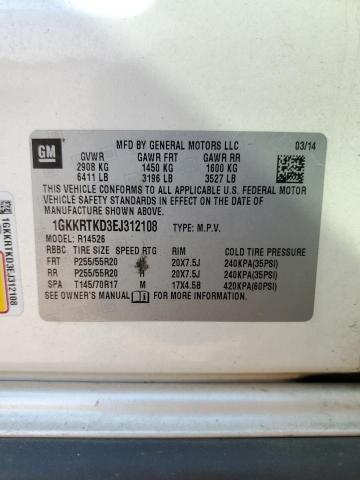 GM
MFD BY GENERAL MOTORS LLC 03/14
GVWR GAWR FRT GAWR RR
2908 KG 1450 KG 1600 KG
6411 LB 3196 LB 3527 LB
THIS VEHICLE CONFORMS TO ALL APPLICABLE U.S. FEDERAL MOTOR
VEHICLE SAFETY STANDARDS IN EFFECT ON THE DATE OF
MANUFACTURE SHOWN ABOVE.
1GKKRTKD3EJ312108 TYPE: M.P.V.
MODEL: R14526
RBBC TIRE SIZE SPEED RTG RIM COLD TIRE PRESSURE
FRT P255/55R20 20X7.5J 240KPA(35PSI)
RR P255/55R20 H 20X7.5J 240KPA(35PSI)
SPA T145/70R17 M 17X4.5B 420KPA(60PSI)
SEE OWNER'S MANUAL FOR ADDITIONAL INFORMATION
1GKKRTKD3EJ312108